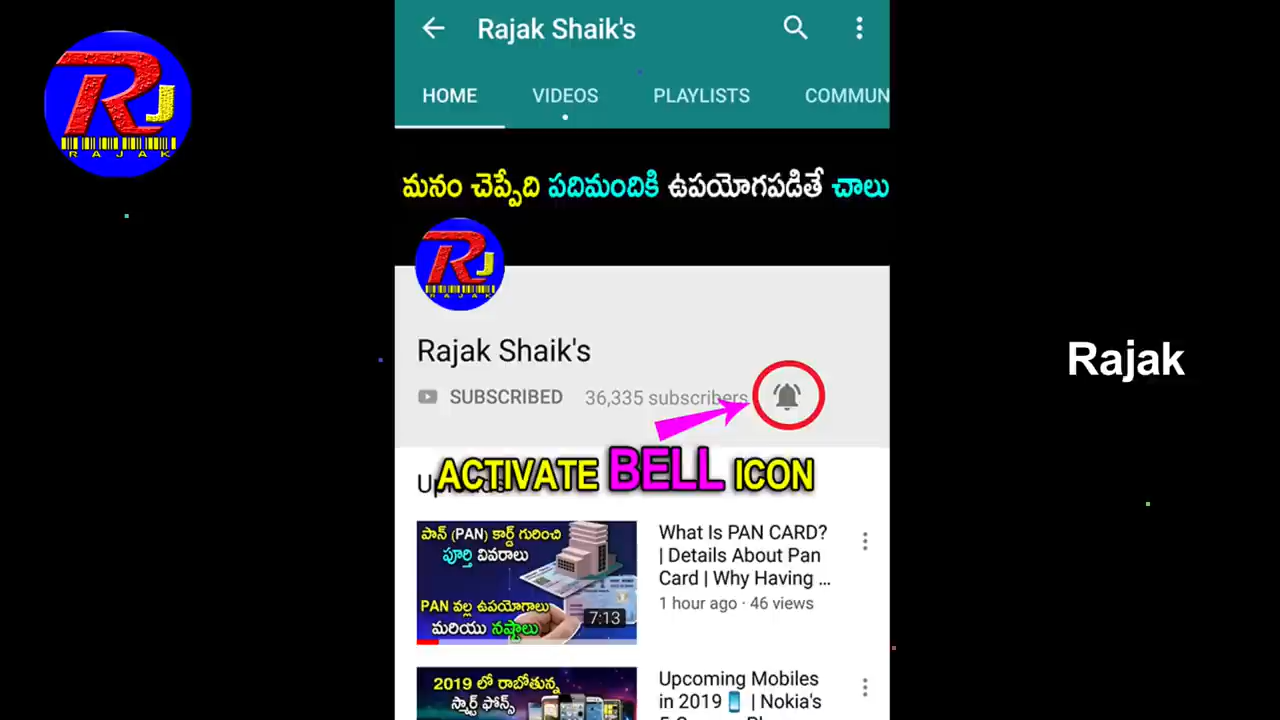 Rajak Shaik's
HOME VIDEOS PLAYLISTS COMMUN
RJ
RAJAK
మనం చెప్పేది పదిమందికి ఉపయోగపడితే చాలు
RJ
RAJAK
Rajak Shaik's
Rajak
SUBSCRIBED 36,335 subscribers
ACTIVATE BELL ICON
Uploads
పాన్ (PAN) కార్డ్ గురించి
పూర్తి వివరాలు
PAN వల్ల ఉపయోగాలు
మరియు నష్టాలు
7:13
What Is PAN CARD?
| Details About Pan
Card | Why Having ...
1 hour ago · 46 views
2019 లో రాబోతున్న
స్మార్ట్ ఫోన్స్
Upcoming Mobiles
in 2019 | Nokia's